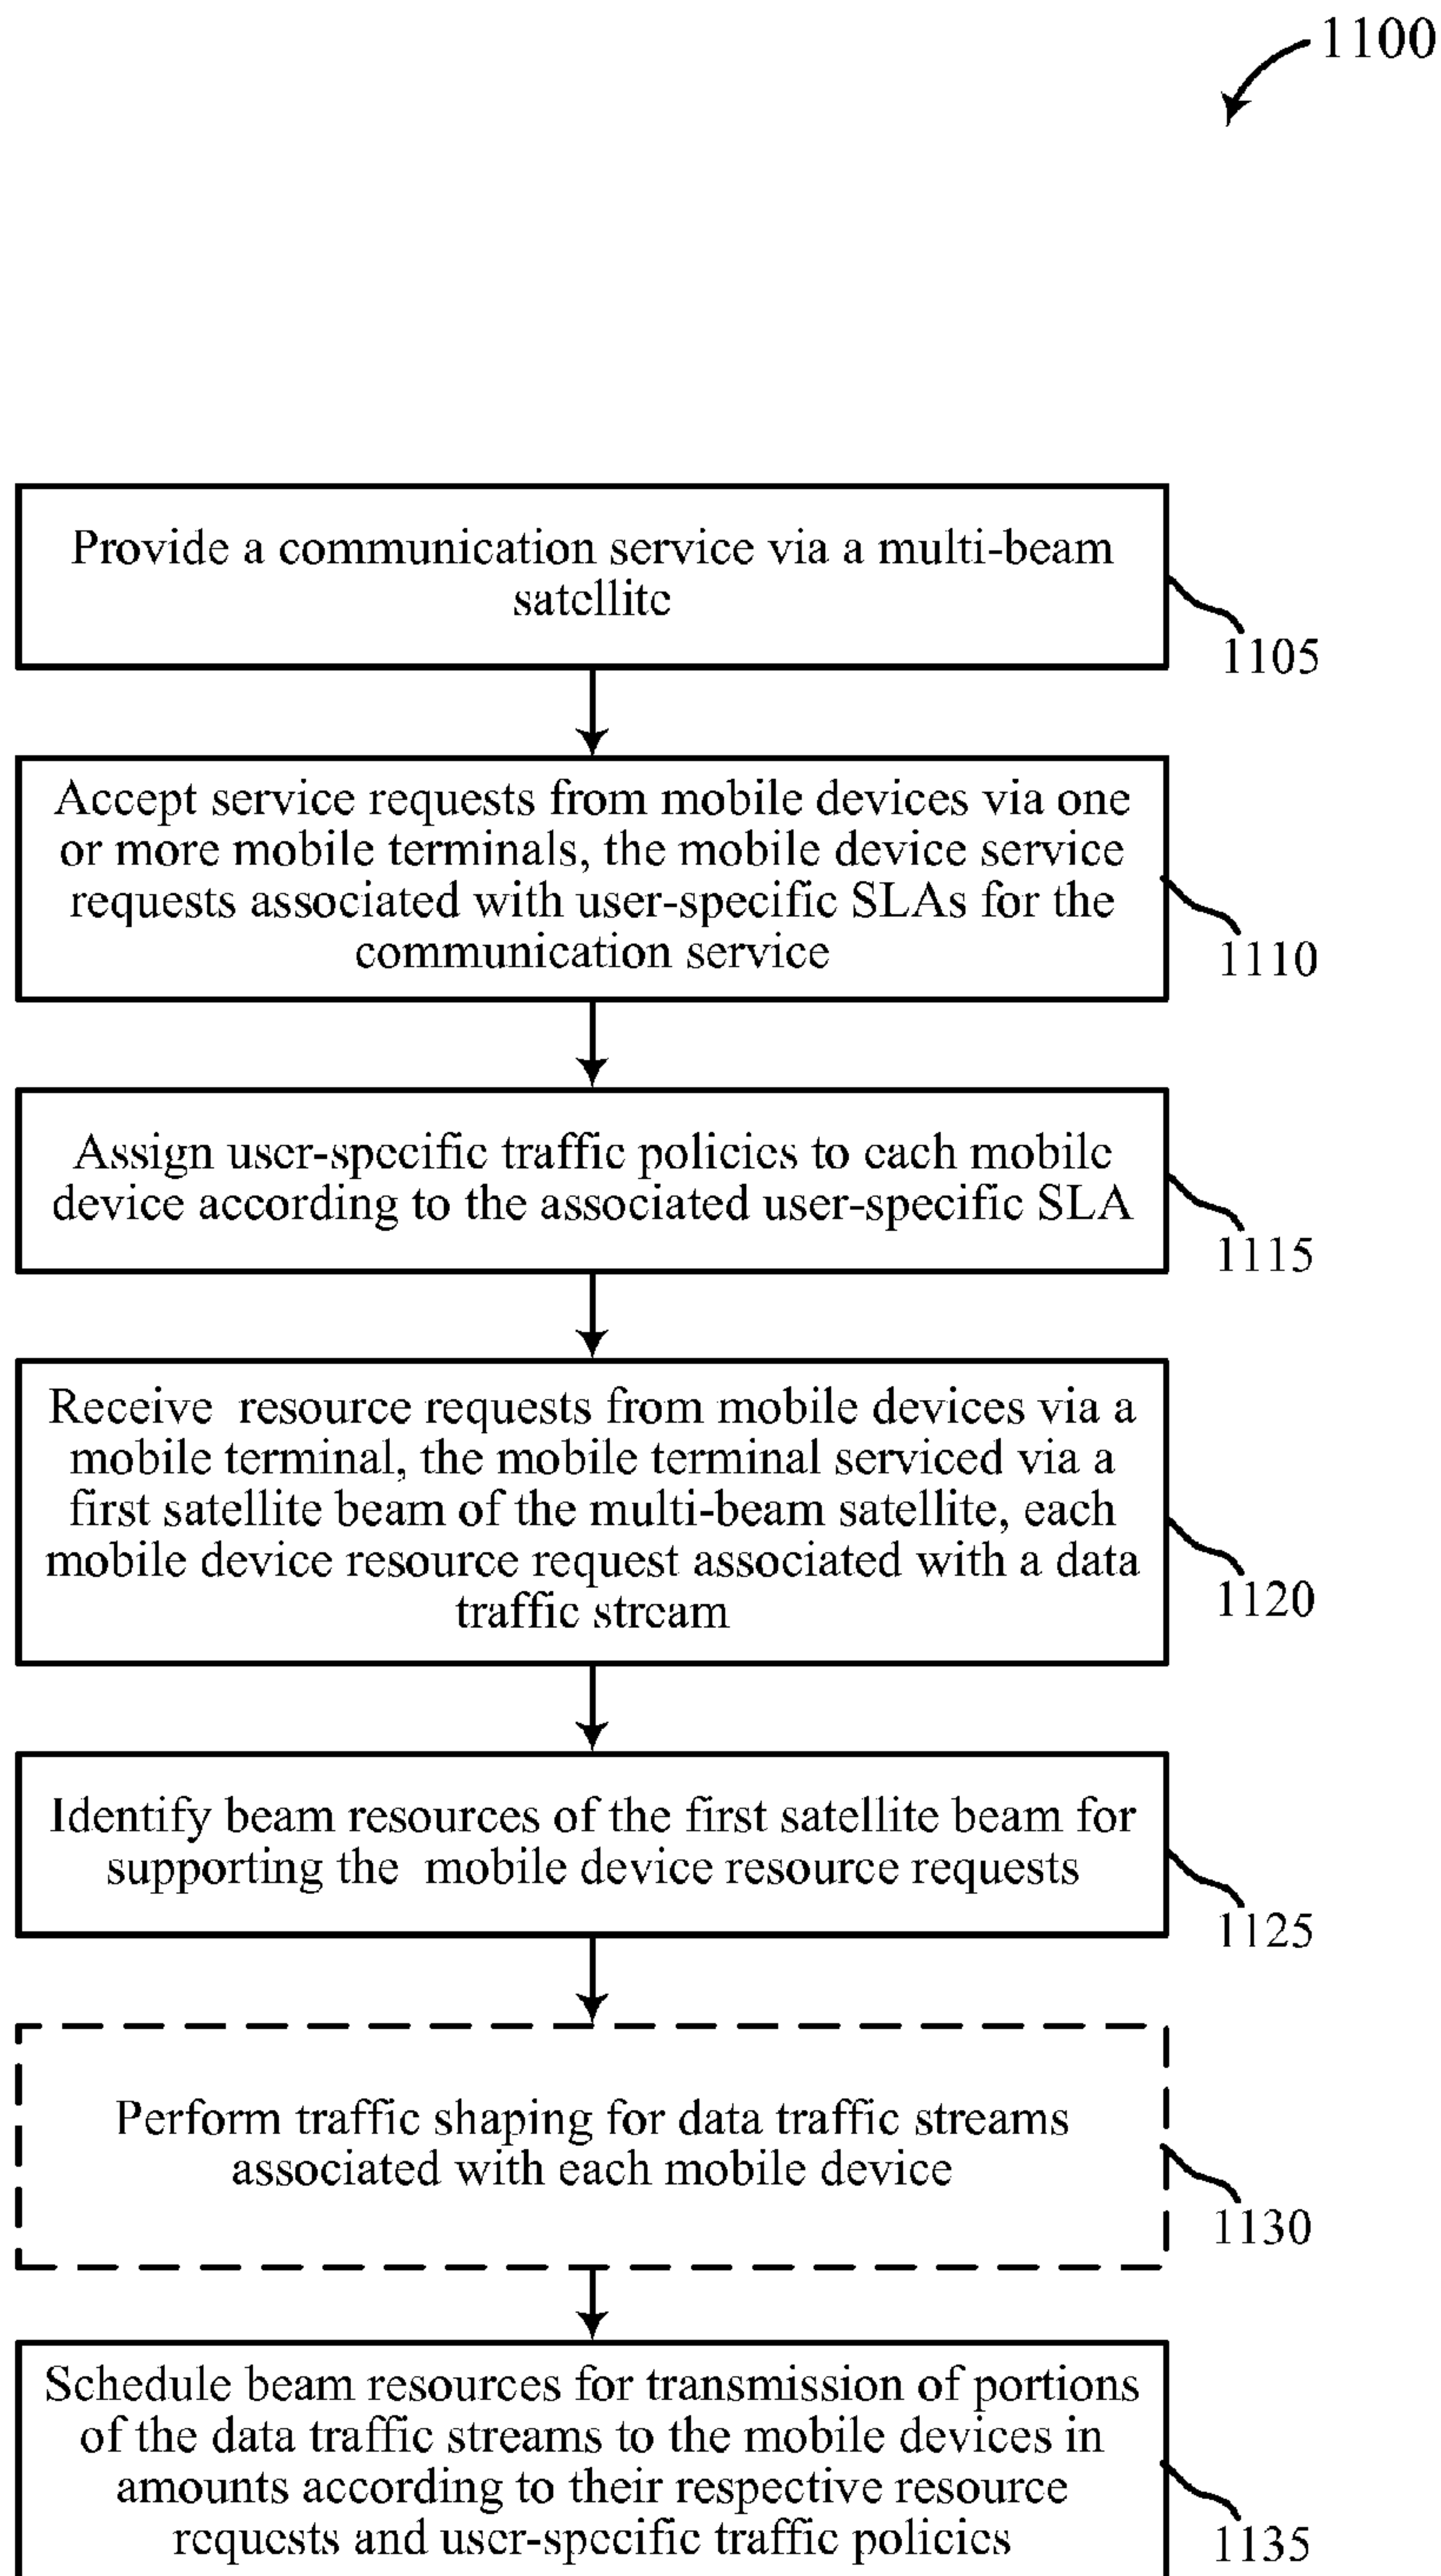 1100
Provide a communication service via a multi-beam
satellite
1105
Accept service requests from mobile devices via one
or more mobile terminals, the mobile device service
requests associated with user-specific SLAs for the
communication service
1110
Assign user-specific traffic policies to each mobile
device according to the associated user-specific SLA
1115
Receive resource requests from mobile devices via a
mobile terminal, the mobile terminal serviced via a
first satellite beam of the multi-beam satellite, each
mobile device resource request associated with a data
traffic stream
1120
Identify beam resources of the first satellite beam for
supporting the mobile device resource requests
1125
Perform traffic shaping for data traffic streams
associated with each mobile device
1130
Schedule beam resources for transmission of portions
of the data traffic streams to the mobile devices in
amounts according to their respective resource
requests and user-specific traffic policies
1135